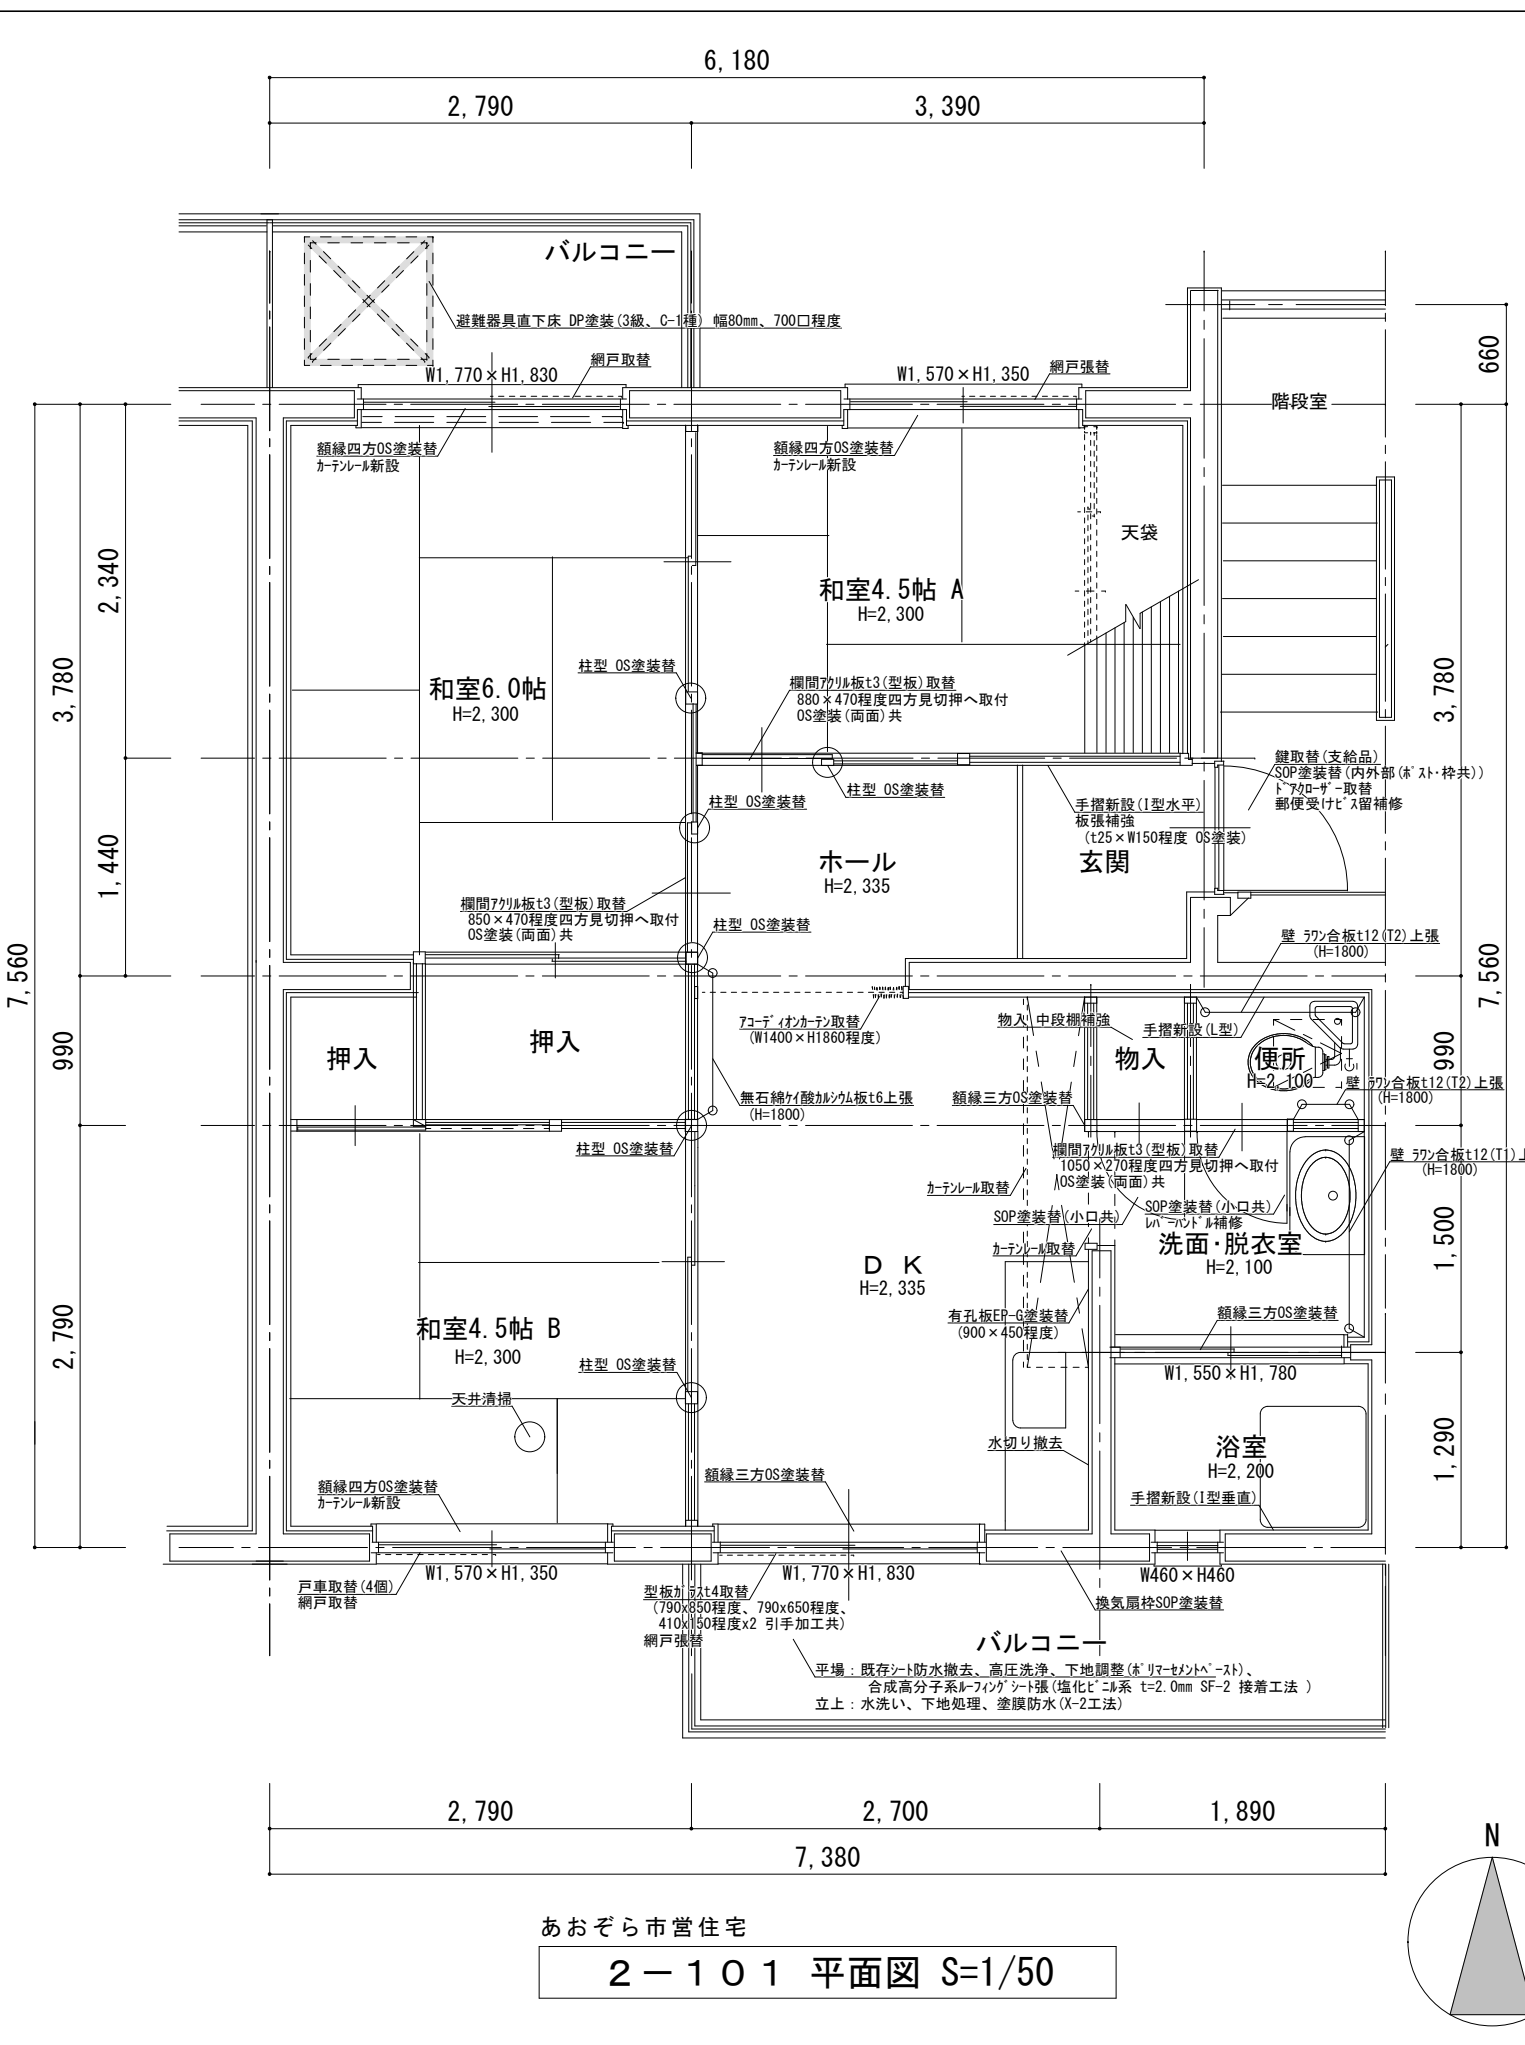 6,180
2,790
3,390
バルコニー
避難器具直下床 DP塗装(3級、C-1種) 幅80mm、700口程度
網戸取替
W1,770×H1,830
W1,570×H1,350
網戸張替
660
階段室
額縁四方OS塗装替
ｶｰﾃﾝﾚｰﾙ新設
額縁四方OS塗装替
ｶｰﾃﾝﾚｰﾙ新設
天袋
2,340
和室4.5帖 A
H=2,300
3,780
3,780
柱型 OS塗装替
和室6.0帖
H=2,300
欄間ｱｸﾘﾙ板t3(型板)取替
880×470程度四方見切押へ取付
OS塗装(両面)共
鍵取替(支給品)
SOP塗装替(内外部(ﾎﾟｽﾄ・枠共))
ﾄﾞｱｸﾛｰｻﾞｰ取替
郵便受けﾋﾞｽ留補修
柱型 OS塗装替
柱型 OS塗装替
手摺新設(I型水平)
板張補強
(t25×W150程度 OS塗装)
1,440
ホール
H=2,335
玄関
欄間ｱｸﾘﾙ板t3(型板)取替
850×470程度四方見切押へ取付
OS塗装(両面)共
柱型 OS塗装替
壁 ﾗﾜﾝ合板t12(T2)上張
(H=1800)
7,560
7,560
990
押入
押入
ｱｺｰﾃﾞｨｵﾝｶｰﾃﾝ取替
(W1400×H1860程度)
物入 中段棚補強
手摺新設(L型)
物入
便所
H=2,100
990
壁 ﾗﾜﾝ合板t12(T2)上張
(H=1800)
無石綿ｹｲ酸ｶﾙｼｳﾑ板t6上張
(H=1800)
額縁三方OS塗装替
柱型 OS塗装替
欄間ｱｸﾘﾙ板t3(型板)取替
1050×270程度四方見切押へ取付
OS塗装(両面)共
壁 ﾗﾜﾝ合板t12(T1)上
(H=1800)
ｶｰﾃﾝﾚｰﾙ取替
SOP塗装替(小口共)
SOP塗装替(小口共)
ﾚﾊﾞｰﾊﾝﾄﾞﾙ補修
ｶｰﾃﾝﾚｰﾙ取替
洗面・脱衣室
H=2,100
1,500
ＤＫ
H=2,335
有孔板EP-G塗装替
(900×450程度)
額縁三方OS塗装替
2,790
和室4.5帖 B
H=2,300
柱型 OS塗装替
W1,550×H1,780
天井清掃
水切り撤去
浴室
H=2,200
1,290
額縁四方OS塗装替
ｶｰﾃﾝﾚｰﾙ新設
額縁三方OS塗装替
手摺新設(I型垂直)
戸車取替(4個)
網戸取替
W1,570×H1,350
型板ｶﾞﾗｽt4取替
(790x850程度、790x650程度、
410x150程度x2 引手加工共)
網戸張替
W1,770×H1,830
W460×H460
換気扇枠SOP塗装替
バルコニー
平場：既存ｼｰﾄ防水撤去、高圧洗浄、下地調整(ﾎﾟﾘﾏｰｾﾒﾝﾄﾍﾟｰｽﾄ)、
合成高分子系ﾙｰﾌｨﾝｸﾞｼｰﾄ張(塩化ﾋﾞﾆﾙ系 t=2.0mm SF-2 接着工法 )
立上：水洗い、下地処理、塗膜防水(X-2工法)
2,790
2,700
1,890
7,380
N
あおぞら市営住宅
２－１０１ 平面図 S=1/50